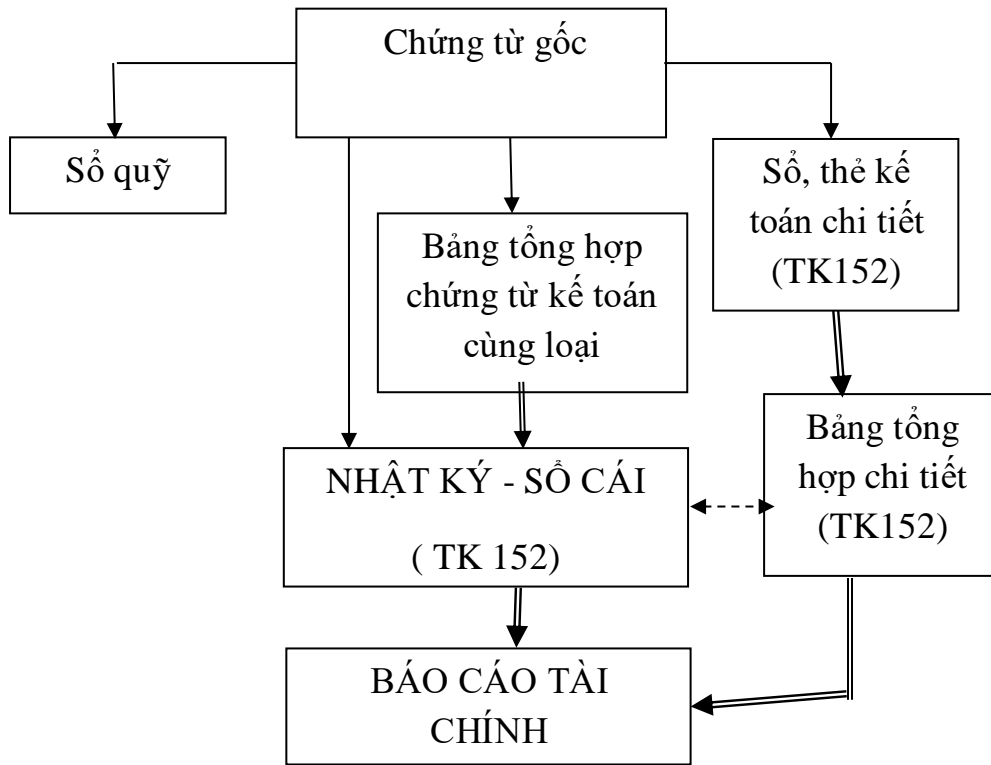 Chứng từ gốc
Sổ quỹ
Sổ, thẻ kế
toán chi tiết
(TK152)
Bảng tổng hợp
chứng từ kế toán
cùng loại
Bảng tổng
hợp chi tiết
(TK152)
NHẬT KÝ - SỔ CÁI
( TK 152)
BÁO CÁO TÀI
CHÍNH